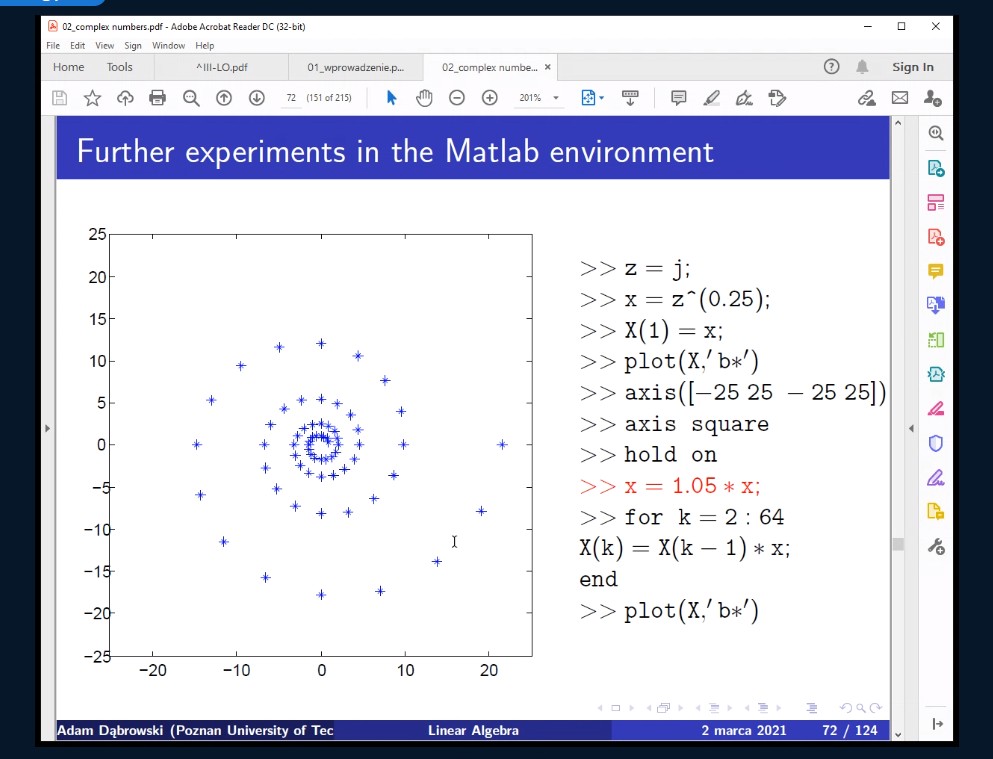 02_complex numbers.pdf - Adobe Acrobat Reader DC (32-bit)
File Edit View Sign Window Help
Home Tools ^III-LO.pdf 01_wprowadzenie.p... 02_complex numbe... × Sign In
72 (151 of 215) 201%
Further experiments in the Matlab environment
25
20
15
10
5
0
−5
−10
−15
−20
−25
−20 −10 0 10 20
>> z = j;
>> x = z^(0.25);
>> X(1) = x;
>> plot(X,′b∗′)
>> axis([−25 25 − 25 25])
>> axis square
>> hold on
>> x = 1.05 ∗ x;
>> for k = 2 : 64
X(k) = X(k − 1) ∗ x;
end
>> plot(X,′b∗′)
Adam Dąbrowski (Poznan University of Tec Linear Algebra 2 marca 2021 72 / 124